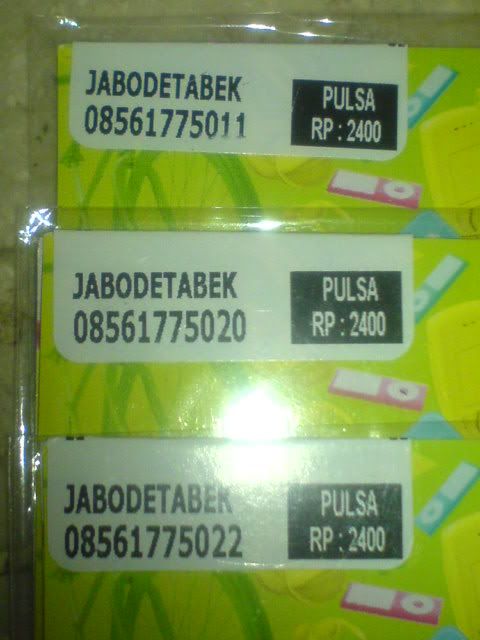 JABODETABEK
08561775011
PULSA
RP : 2400
JABODETABEK
08561775020
PULSA
RP : 2400
JABODETABEK
08561775022
PULSA
RP : 2400